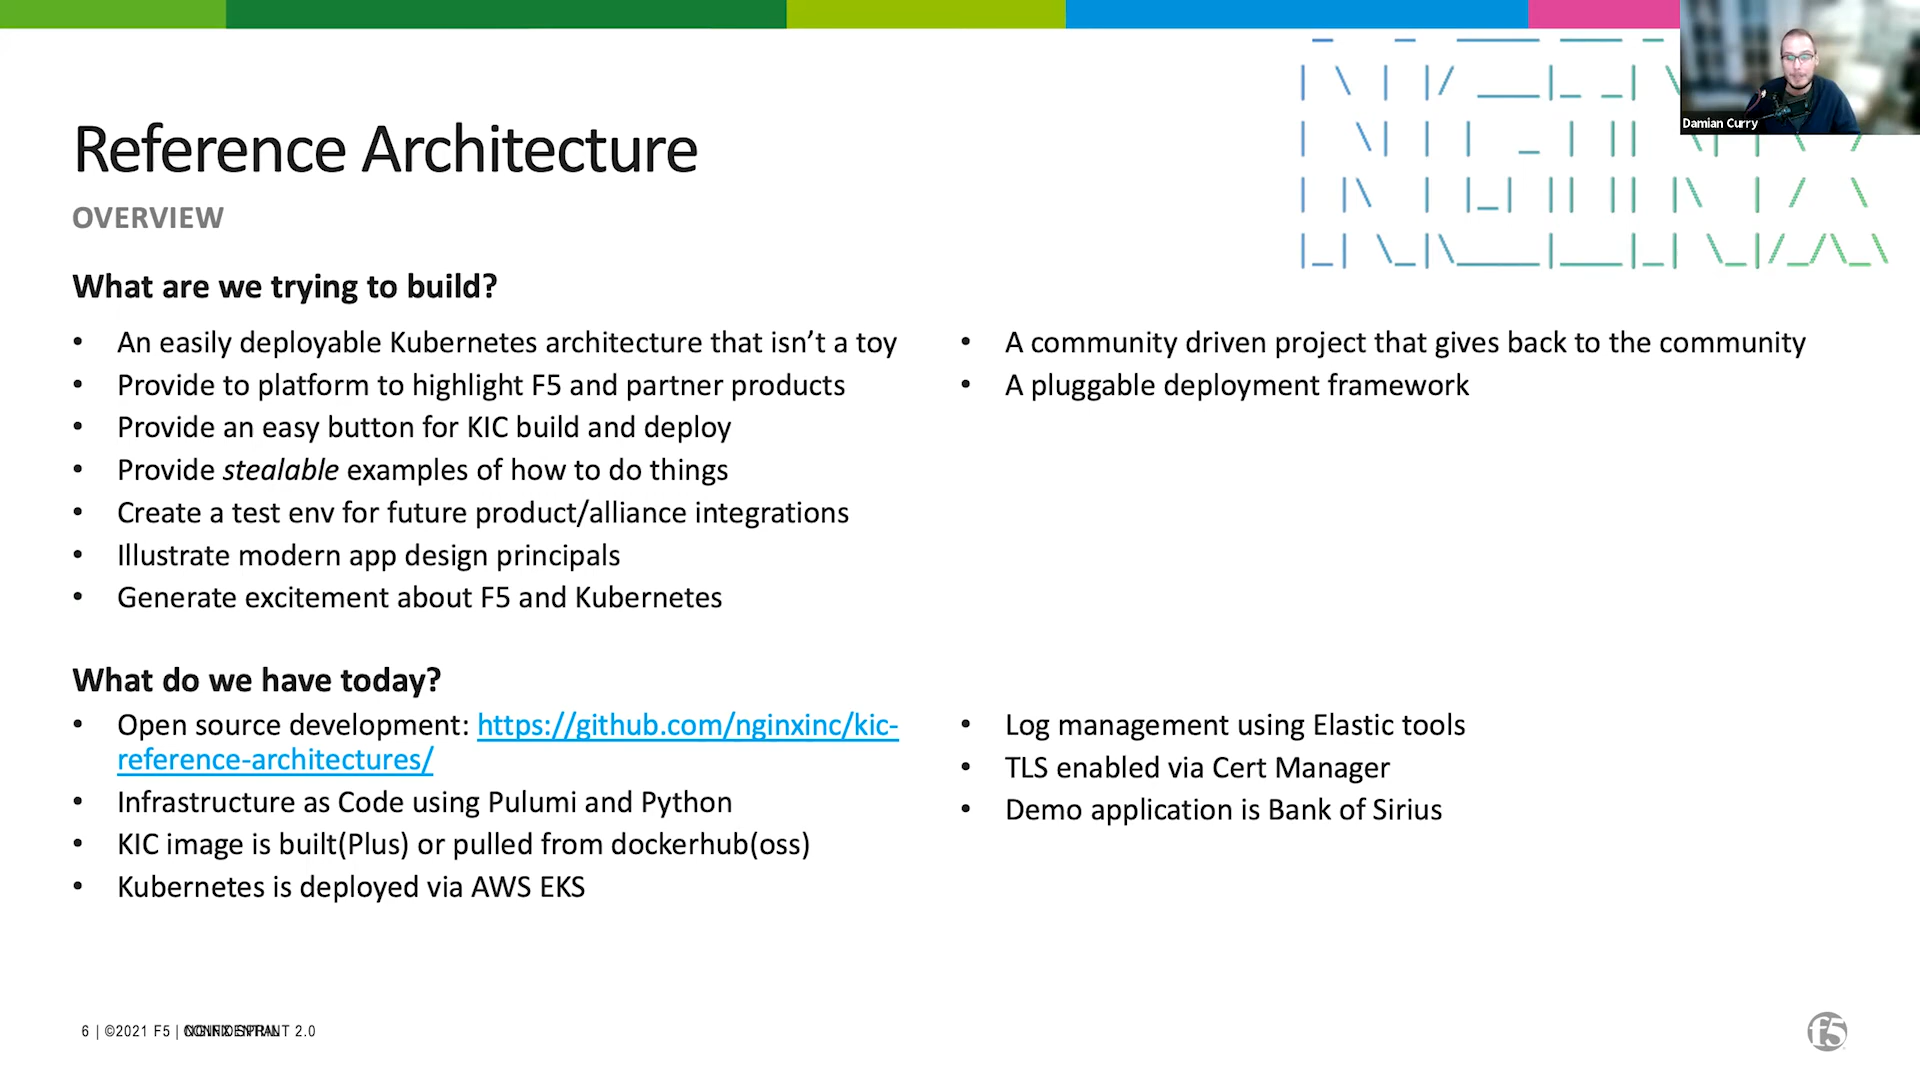 Damian Curry
Reference Architecture
OVERVIEW
What are we trying to build?
• An easily deployable Kubernetes architecture that isn’t a toy
• Provide to platform to highlight F5 and partner products
• Provide an easy button for KIC build and deploy
• Provide stealable examples of how to do things
• Create a test env for future product/alliance integrations
• Illustrate modern app design principals
• Generate excitement about F5 and Kubernetes
• A community driven project that gives back to the community
• A pluggable deployment framework
What do we have today?
• Open source development: https://github.com/nginxinc/kic-
reference-architectures/
• Infrastructure as Code using Pulumi and Python
• KIC image is built(Plus) or pulled from dockerhub(oss)
• Kubernetes is deployed via AWS EKS
• Log management using Elastic tools
• TLS enabled via Cert Manager
• Demo application is Bank of Sirius
6 | ©2021 F5 | 2.0
f5